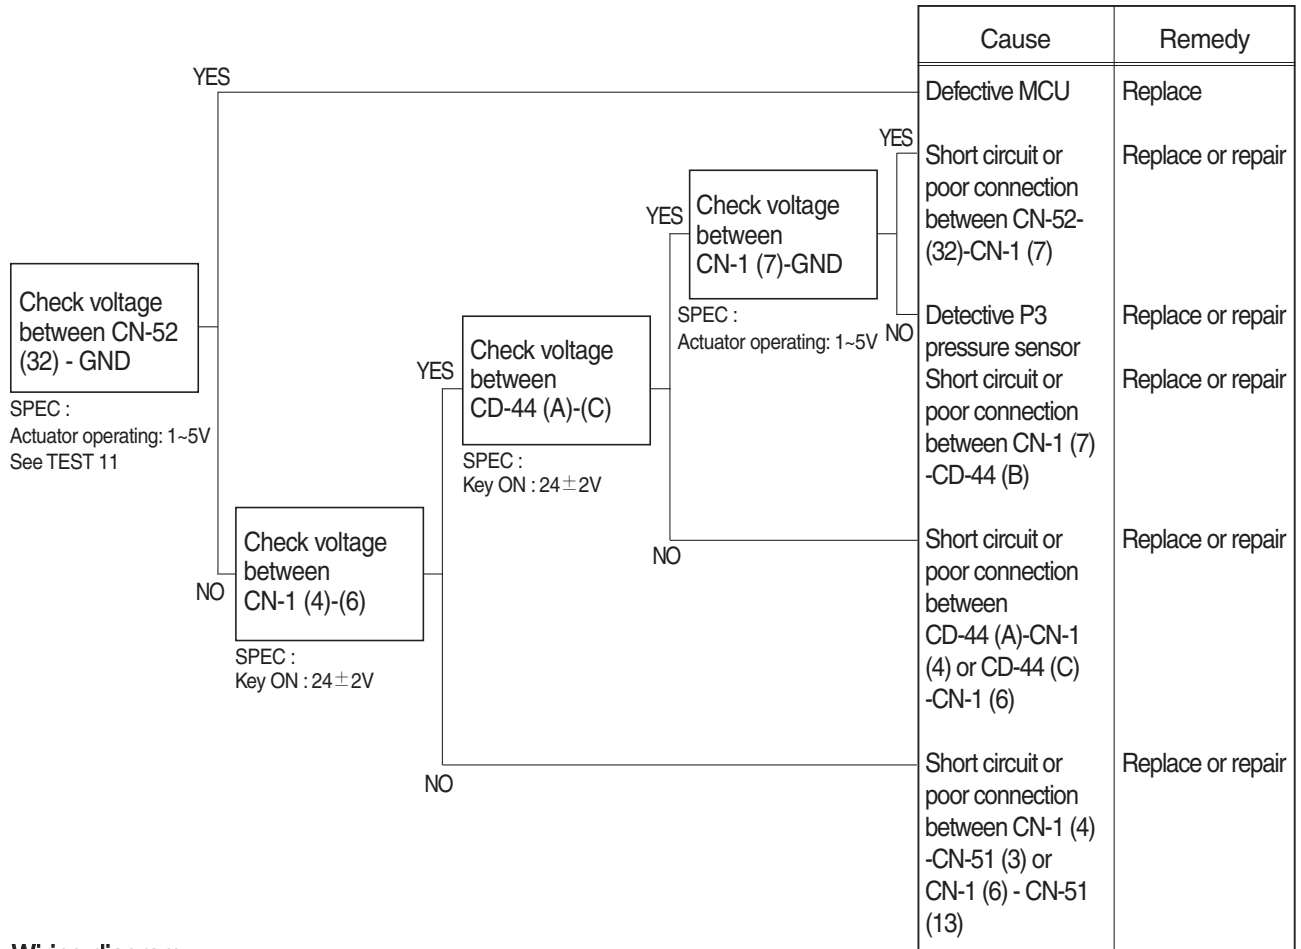 Cause
Remedy
YES
Defective MCU
Replace
YES
Short circuit or
poor connection
between CN-52-
(32)-CN-1 (7)
Replace or repair
YES
Check voltage
between
CN-1 (7)-GND
SPEC :
Actuator operating: 1~5V
NO
Detective P3
pressure sensor
Replace or repair
Short circuit or
poor connection
between CN-1 (7)
-CD-44 (B)
Replace or repair
Check voltage
between CN-52
(32) - GND
SPEC :
Actuator operating: 1~5V
See TEST 11
YES
Check voltage
between
CD-44 (A)-(C)
SPEC :
Key ON : 24±2V
NO
Short circuit or
poor connection
between
CD-44 (A)-CN-1
(4) or CD-44 (C)
-CN-1 (6)
Replace or repair
NO
Check voltage
between
CN-1 (4)-(6)
SPEC :
Key ON : 24±2V
NO
Short circuit or
poor connection
between CN-1 (4)
-CN-51 (3) or
CN-1 (6) - CN-51
(13)
Replace or repair